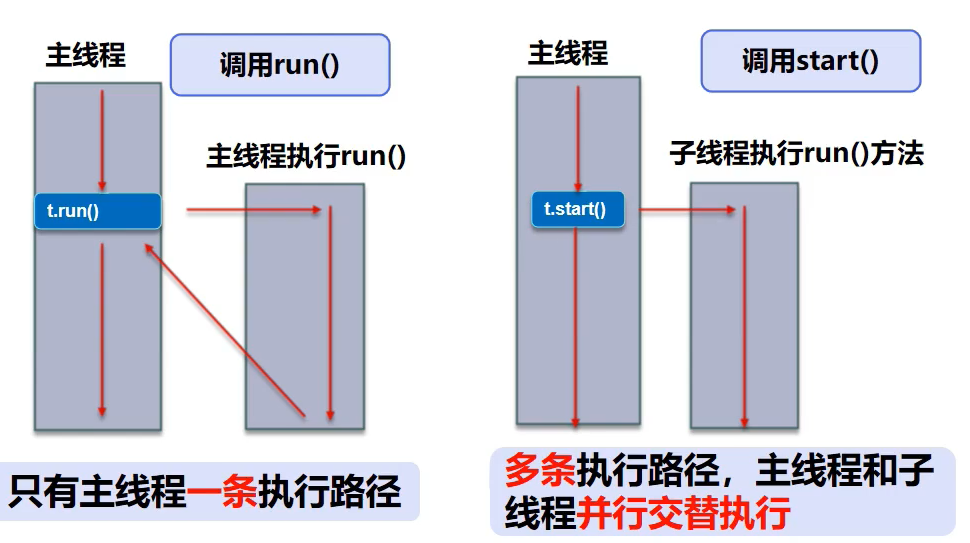 主线程
调用run()
主线程执行run()
t.run()
只有主线程一条执行路径
主线程
调用start()
子线程执行run()方法
t.start()
多条执行路径，主线程和子
线程并行交替执行